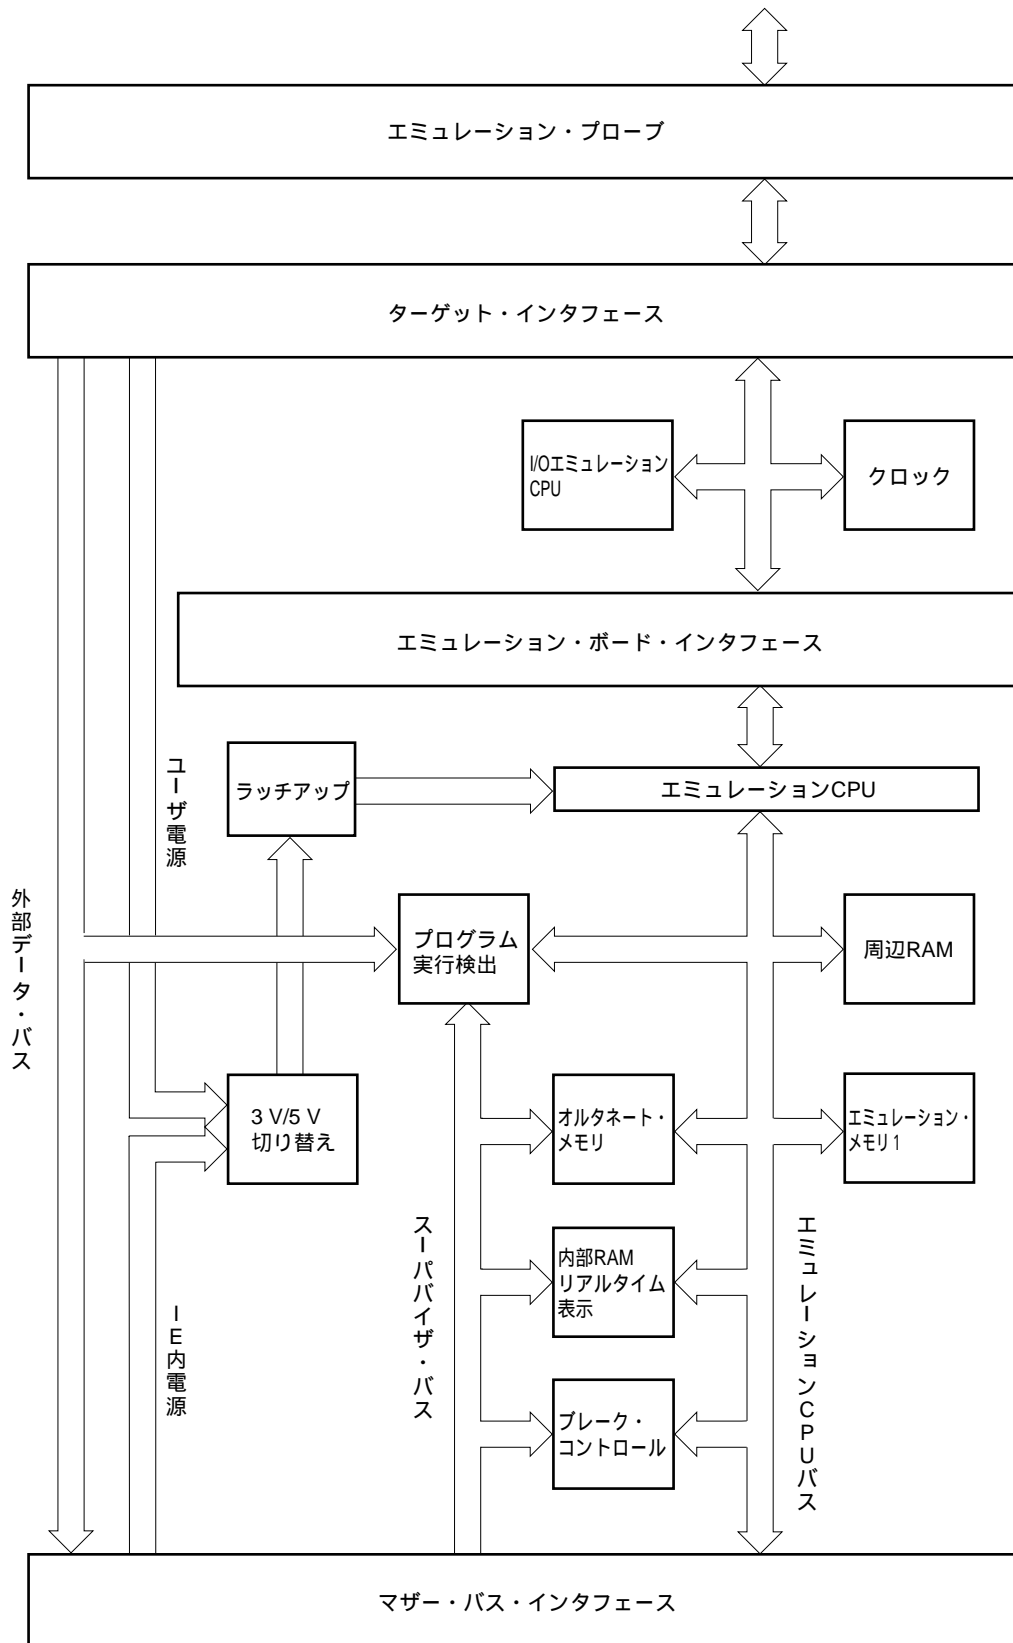 エミュレーション・プローブ
ターゲット・インタフェース
I/Oエミュレーション
CPU
クロック
エミュレーション・ボード・インタフェース
ユーザ電源
ラッチアップ
エミュレーションCPU
外部データ・バス
プログラム
実行検出
周辺RAM
3 V/5 V
切り替え
オルタネート・
メモリ
エミュレーション・
メモリ1
スーパバイザ・バス
エミュレーションCPUバス
内部RAM
リアルタイム
表示
IE内電源
ブレーク・
コントロール
マザー・バス・インタフェース